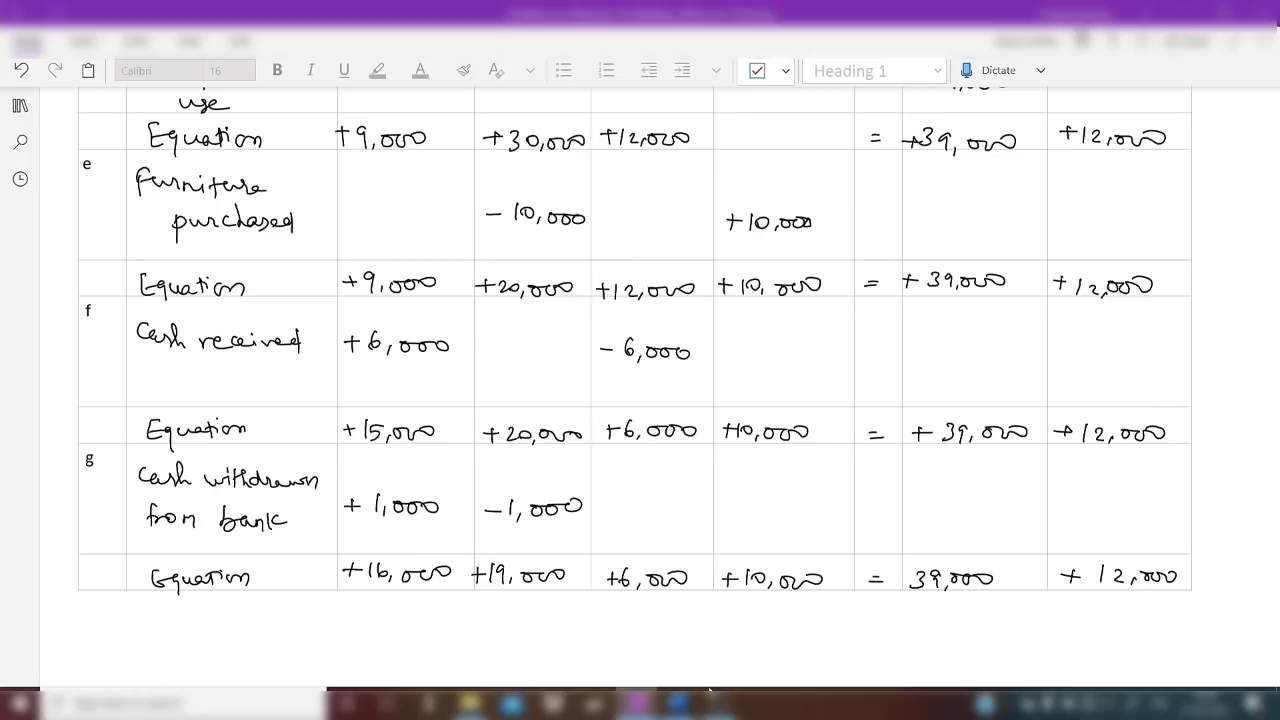 Calibri 16 B I U A Heading 1 Dictate
use
Equation +9,000 +30,000 +12,000 = +39,000 +12,000
e
Furniture
purchased -10,000 +10,000
Equation +9,000 +20,000 +12,000 +10,000 = +39,000 +12,000
f
Cash received +6,000 -6,000
Equation +15,000 +20,000 +6,000 +10,000 = +39,000 +12,000
g
Cash withdrawn
from bank +1,000 -1,000
Equation +16,000 +19,000 +6,000 +10,000 = 39,000 +12,000